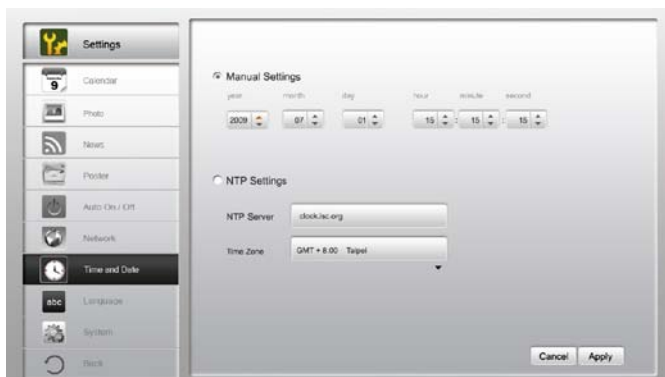 Settings
9
Calendar
Photo
News
Poster
Auto On / Off
Network
Time and Date
abc
Language
System
Back
Manual Settings
year month day hour minute second
2009 07 01 15 : 15 : 15
NTP Settings
NTP Server clock.isc.org
Time Zone GMT + 8.00 Taipei
Cancel Apply